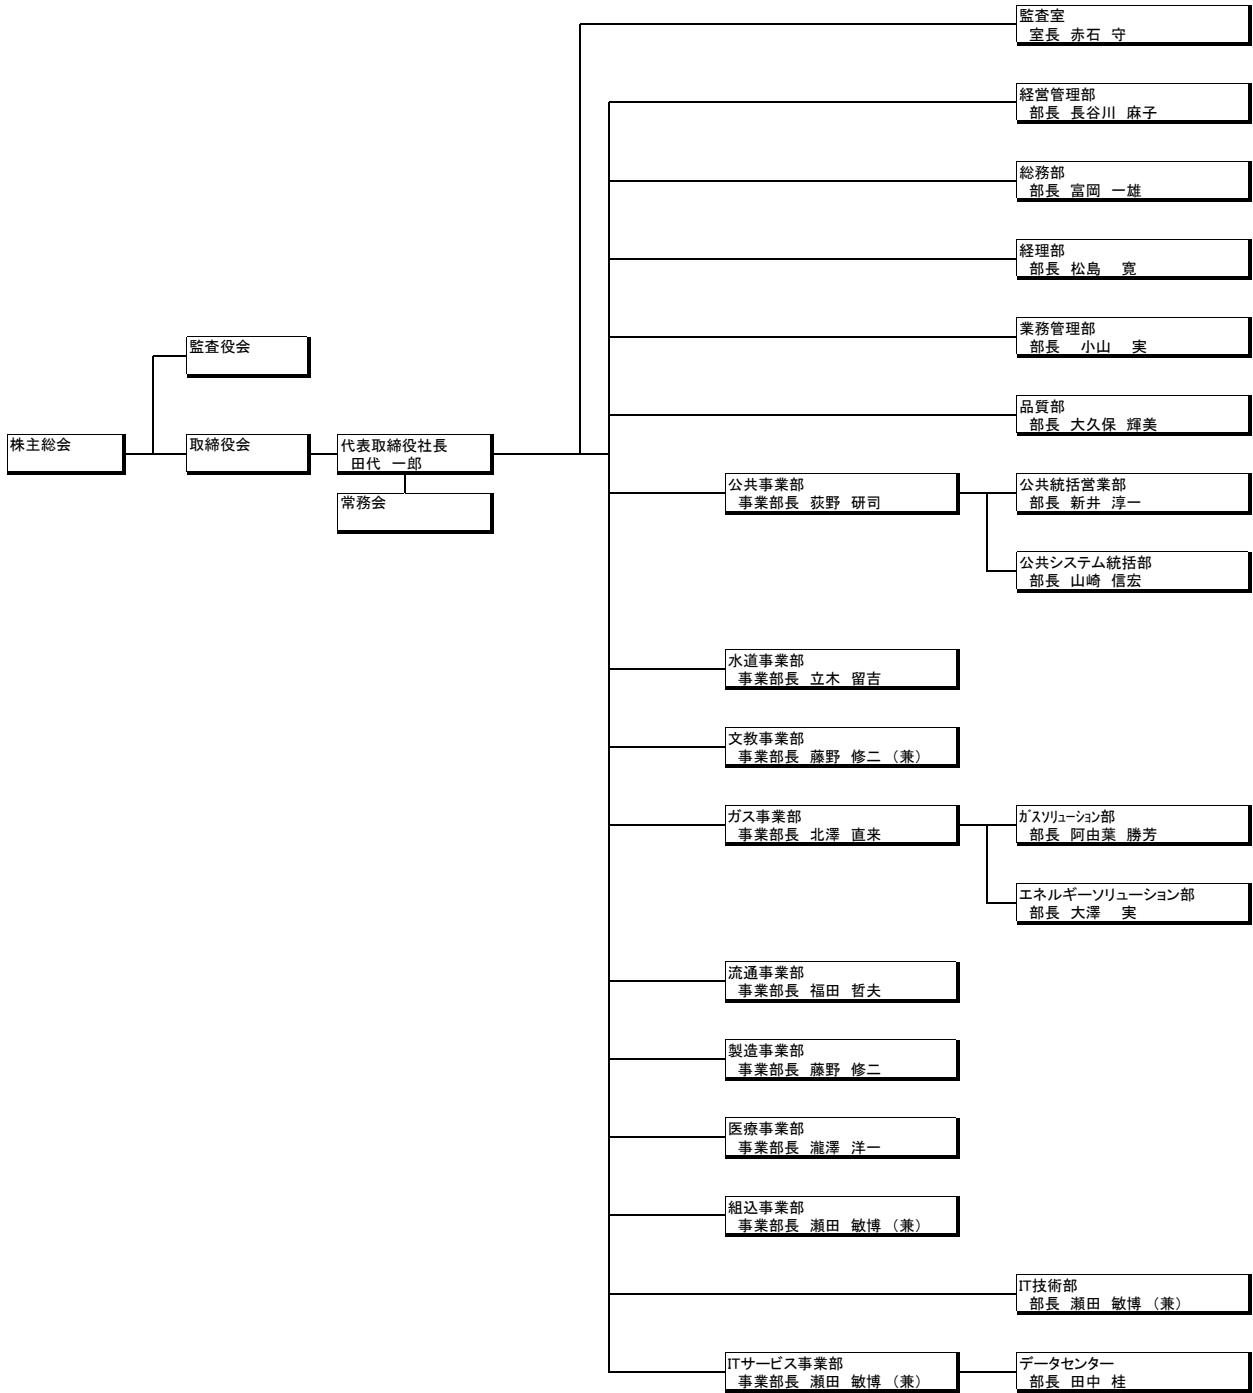 監査室
室長 赤石 守
経営管理部
部長 長谷川 麻子
総務部
部長 富岡 一雄
経理部
部長 松島 寛
業務管理部
部長 小山 実
品質部
部長 大久保 輝美
監査役会
株主総会
取締役会
代表取締役社長
田代 一郎
常務会
公共事業部
事業部長 荻野 研司
公共統括営業部
部長 新井 淳一
公共システム統括部
部長 山崎 信宏
水道事業部
事業部長 立木 留吉
文教事業部
事業部長 藤野 修二 （兼）
ガス事業部
事業部長 北澤 直来
ｶﾞｽｿﾘｭｰｼｮﾝ部
部長 阿由葉 勝芳
エネルギーソリューション部
部長 大澤 実
流通事業部
事業部長 福田 哲夫
製造事業部
事業部長 藤野 修二
医療事業部
事業部長 瀧澤 洋一
組込事業部
事業部長 瀬田 敏博 （兼）
IT技術部
部長 瀬田 敏博 （兼）
ITサービス事業部
事業部長 瀬田 敏博 （兼）
データセンター
部長 田中 桂